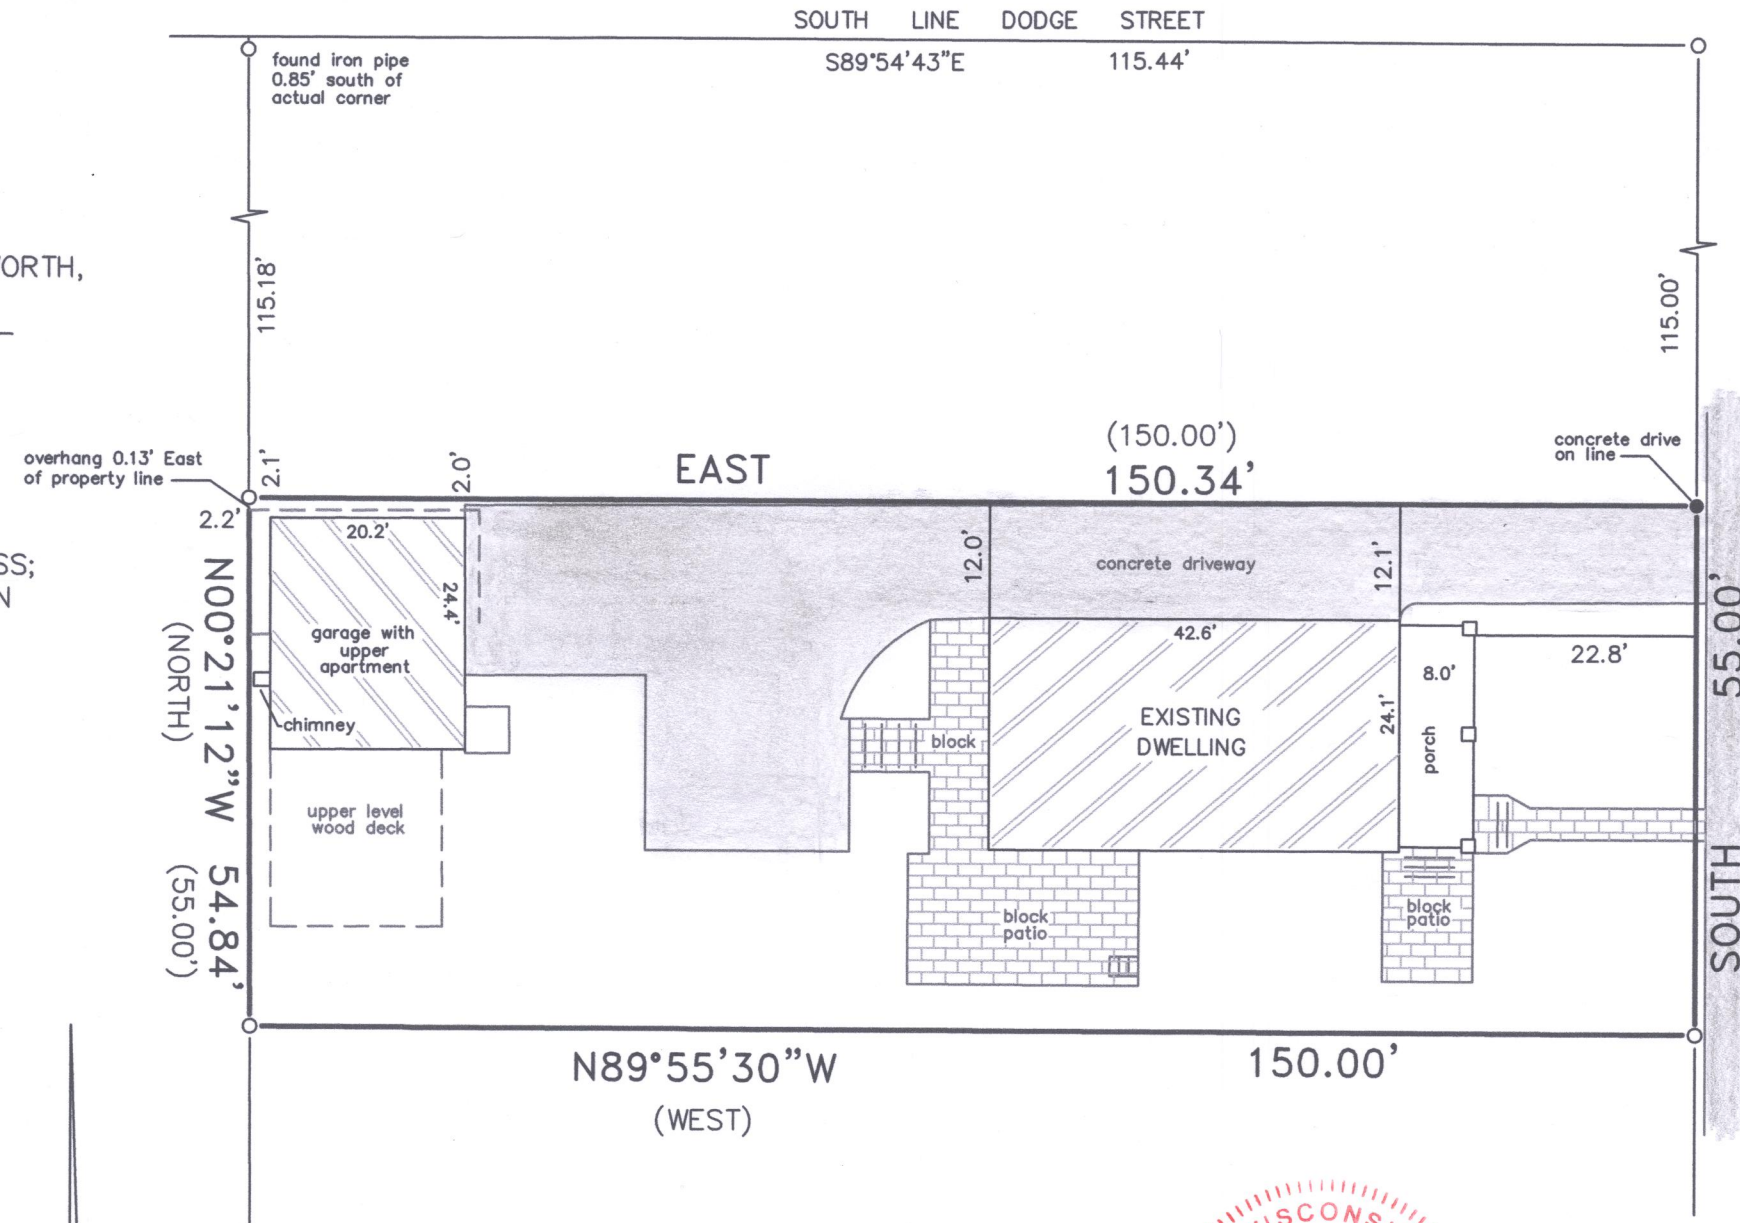 SOUTH LINE DODGE STREET
S89°54'43"E 115.44'
found iron pipe
0.85' south of
actual corner
ORTH,
115.18'
115.00'
overhang 0.13' East
of property line
2.1'
2.0'
EAST
(150.00')
150.34'
concrete drive
on line
2.2'
20.2'
24.4'
garage with
upper
apartment
chimney
upper level
wood deck
SS;
N
N00°21'12"W 54.84'
(NORTH) (55.00')
12.0'
concrete driveway
12.1'
42.6'
EXISTING
DWELLING
24.1'
8.0'
porch
22.8'
block
block
patio
block
patio
SOUTH 55.00'
N89°55'30"W 150.00'
(WEST)
SCONS